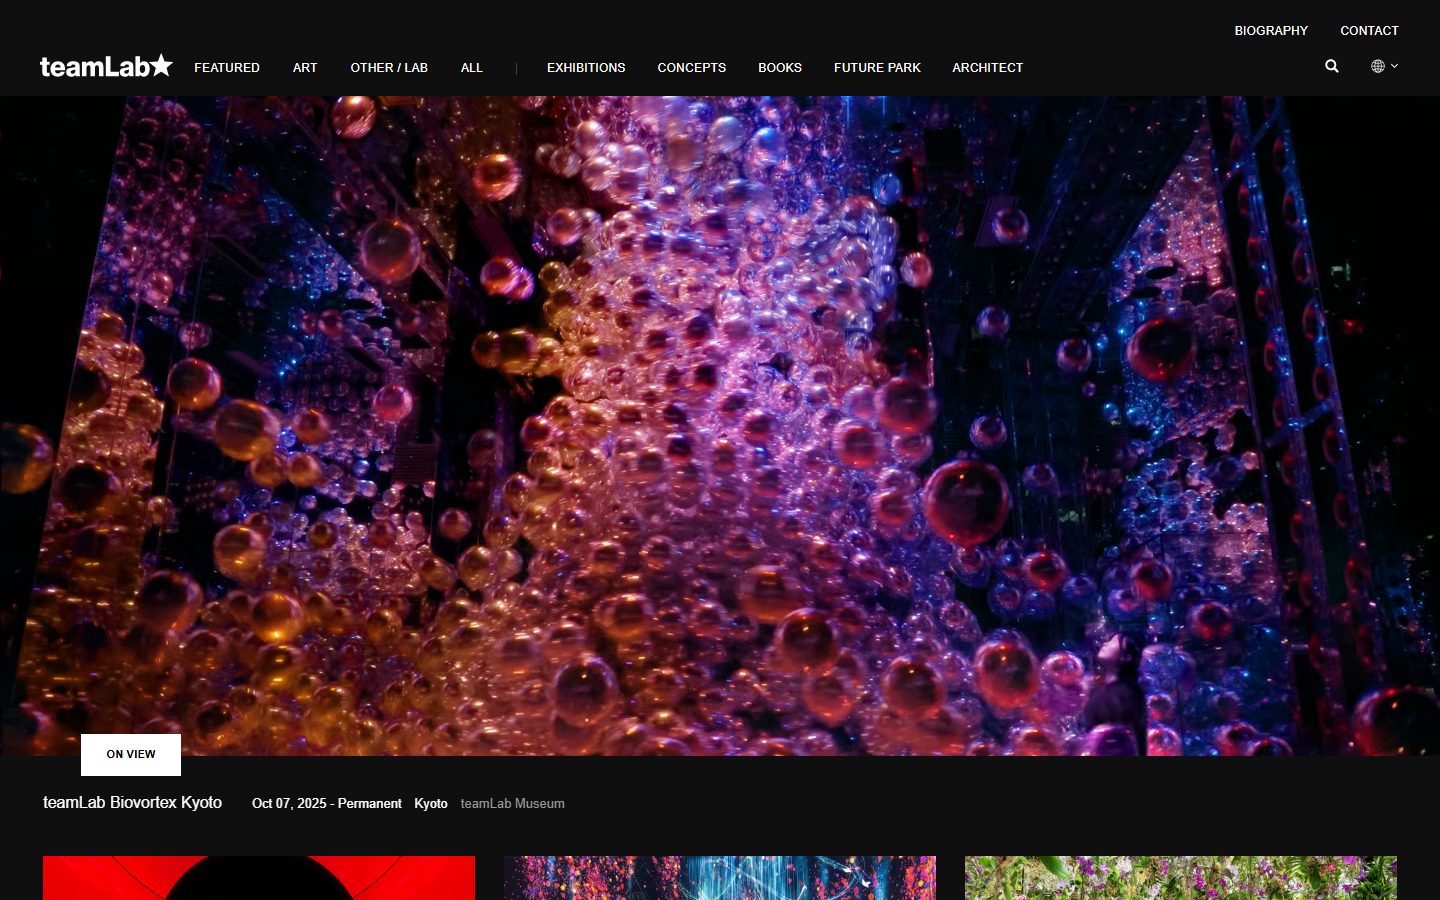 BIOGRAPHY CONTACT
teamLab FEATURED ART OTHER / LAB ALL EXHIBITIONS CONCEPTS BOOKS FUTURE PARK ARCHITECT
ON VIEW
teamLab Biovortex Kyoto Oct 07, 2025 - Permanent Kyoto teamLab Museum